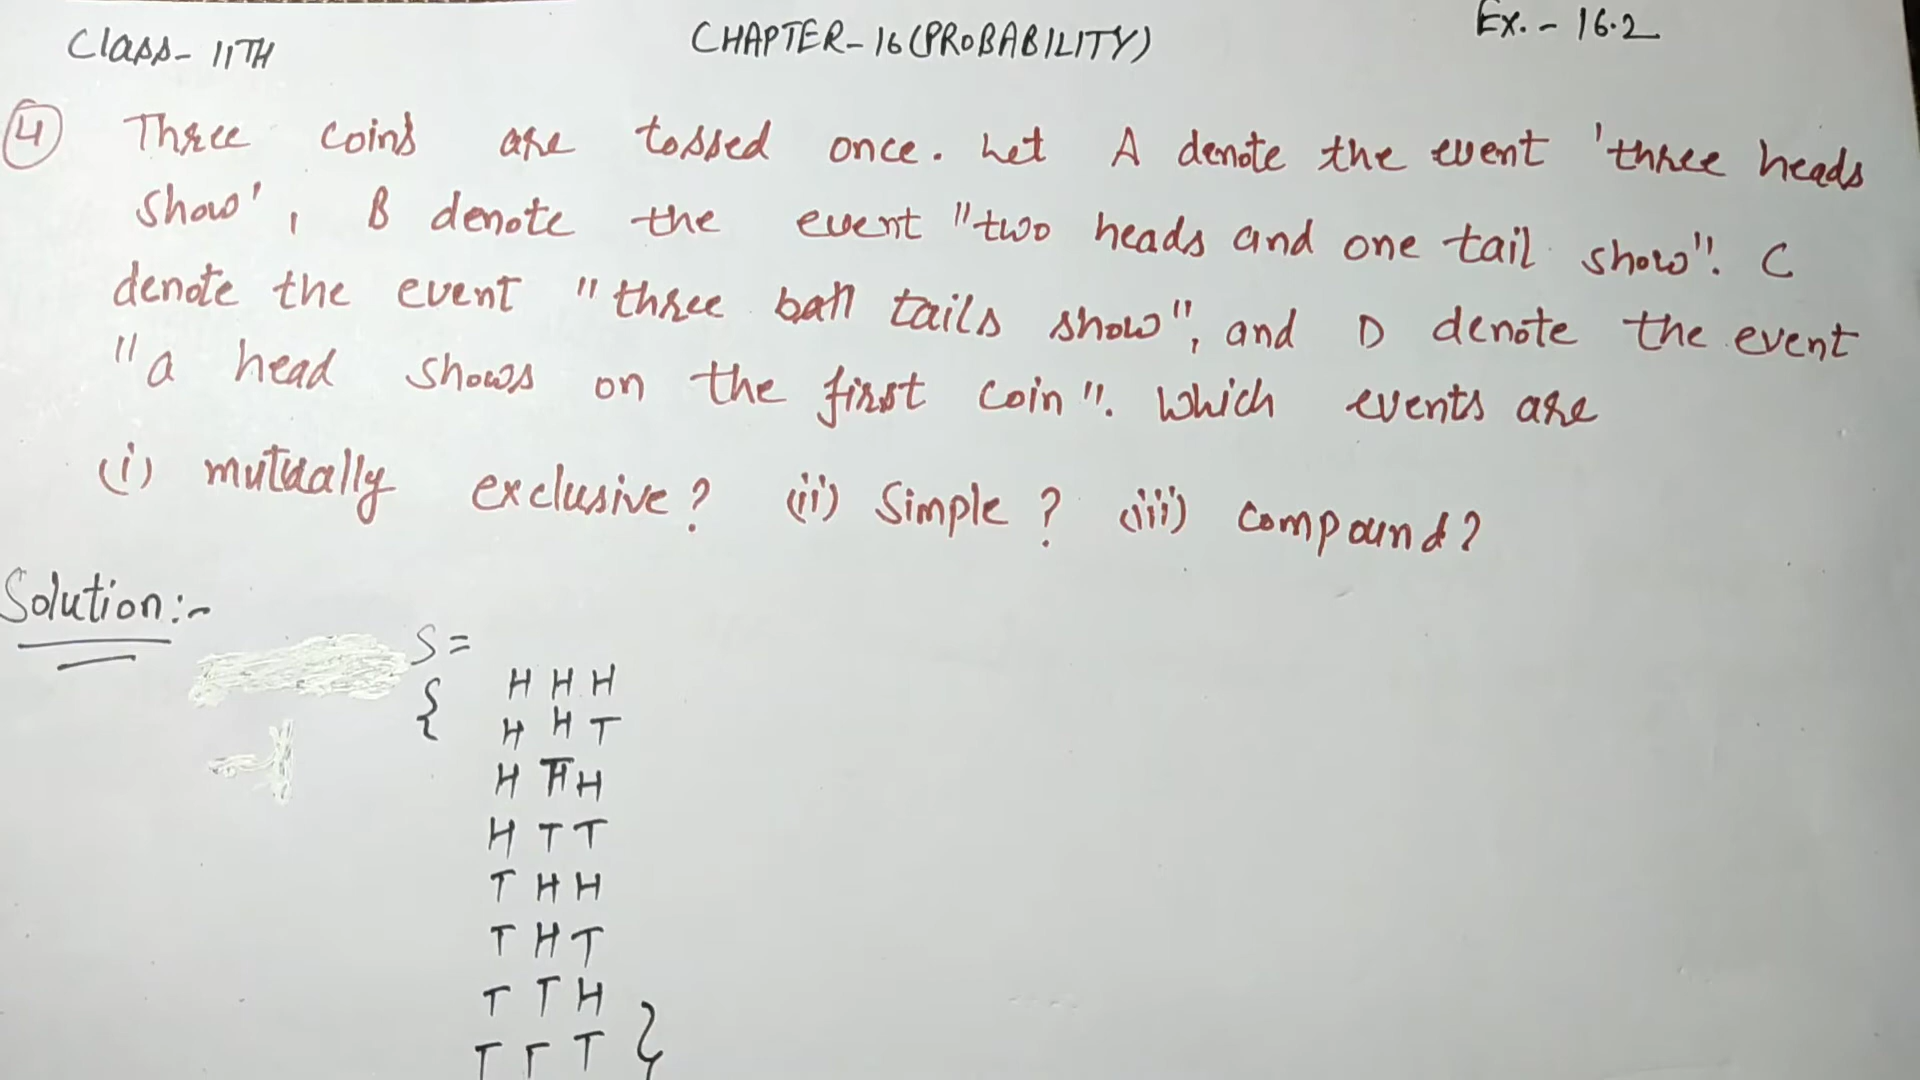 Class- 11TH
CHAPTER-16(PROBABILITY)
Ex.- 16.2
4 Three coins are tossed once. Let A denote the event 'three heads
show', B denote the event "two heads and one tail show". C
denote the event "three tails show", and D denote the event
"a head shows on the first coin". Which events are
(i) mutually exclusive? (ii) Simple? (iii) compound?
Solution:-
S=
{ H H H
H H T
H T H
H T T
T H H
T H T
T T H
T T T }